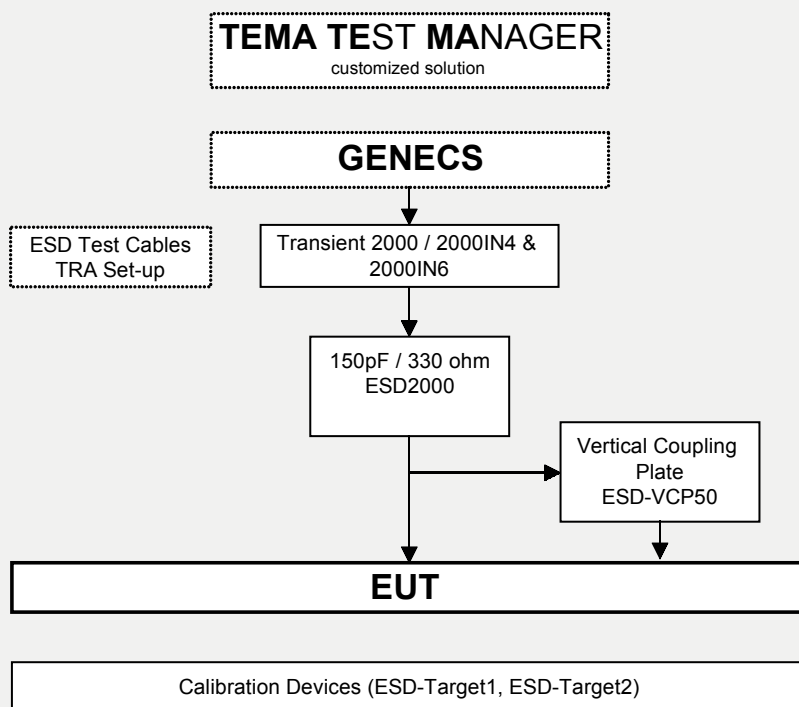 TEMA TEST MANAGER
customized solution
GENECS
ESD Test Cables
TRA Set-up
Transient 2000 / 2000IN4 &
2000IN6
150pF / 330 ohm
ESD2000
Vertical Coupling
Plate
ESD-VCP50
EUT
Calibration Devices (ESD-Target1, ESD-Target2)